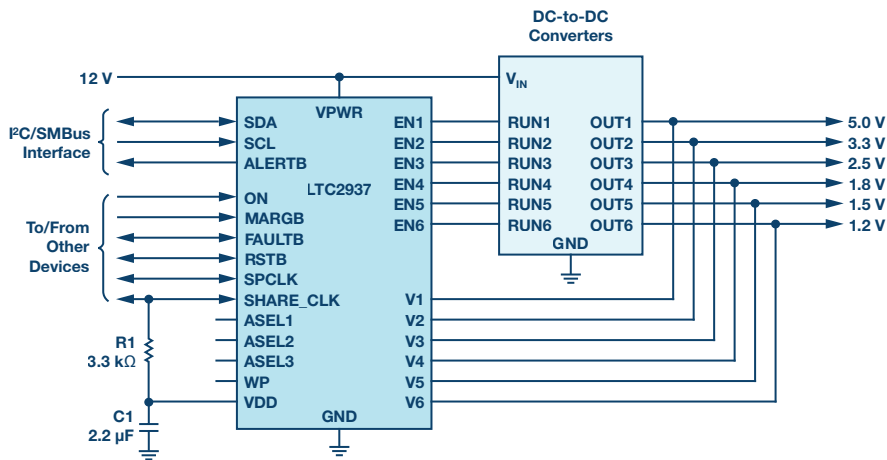 DC-to-DC
Converters
12 V
VIN
VPWR
I²C/SMBus
Interface
SDA
SCL
ALERTB
EN1
EN2
EN3
EN4
EN5
EN6
RUN1
RUN2
RUN3
RUN4
RUN5
RUN6
OUT1
OUT2
OUT3
OUT4
OUT5
OUT6
GND
5.0 V
3.3 V
2.5 V
1.8 V
1.5 V
1.2 V
LTC2937
To/From
Other
Devices
ON
MARGB
FAULTB
RSTB
SPCLK
SHARE_CLK
ASEL1
ASEL2
ASEL3
WP
VDD
V1
V2
V3
V4
V5
V6
R1
3.3 kΩ
C1
2.2 µF
GND